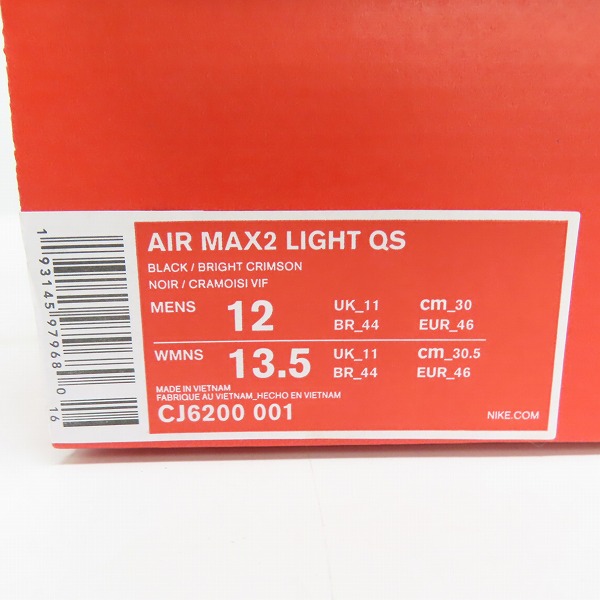 AIR MAX2 LIGHT QS
BLACK / BRIGHT CRIMSON
NOIR / CRAMOISI VIF
MENS 12 UK_11 cm_30
BR_44 EUR_46
WMNS 13.5 UK_11 cm_30.5
BR_44 EUR_46
MADE IN VIETNAM
FABRIQUE AU VIETNAM_HECHO EN VIETNAM
CJ6200 001
NIKE.COM
1 93145 97968 0 16